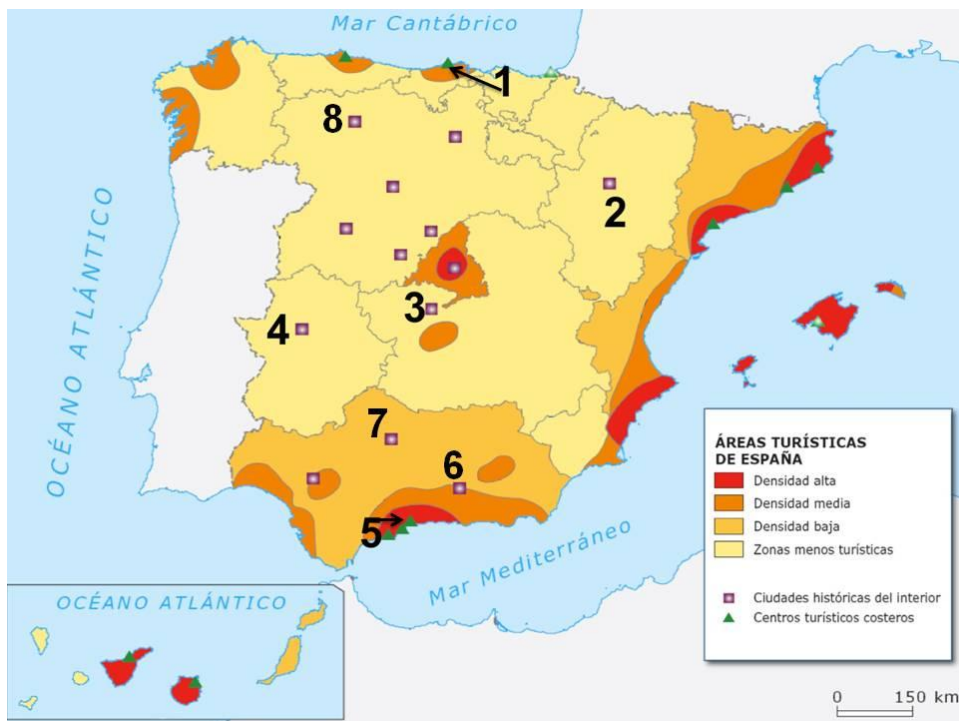 Mar Cantábrico
1
8
2
OCÉANO ATLÁNTICO
3
4
ÁREAS TURÍSTICAS
DE ESPAÑA
Densidad alta
Densidad media
Densidad baja
Zonas menos turísticas
Ciudades históricas del interior
Centros turísticos costeros
7
6
5
Mar Mediterráneo
OCÉANO ATLÁNTICO
0 150 km